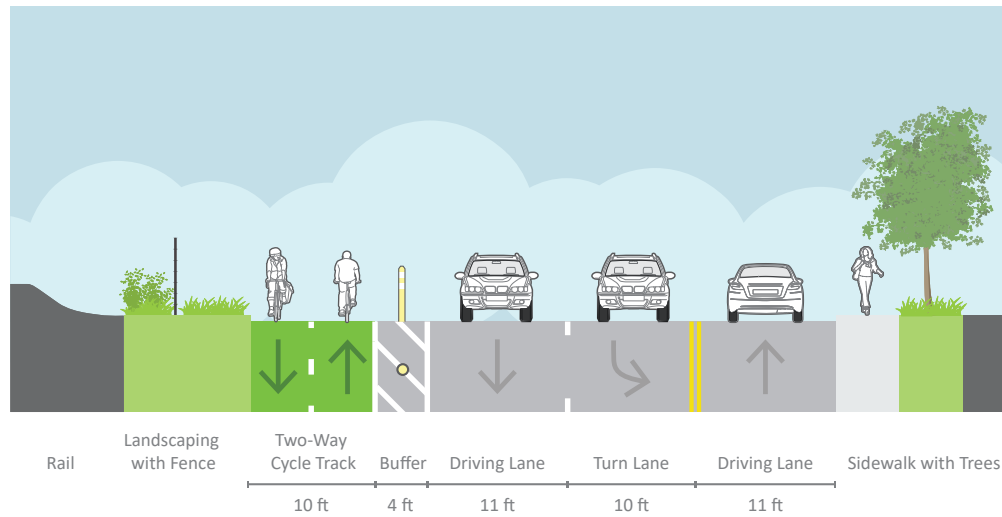 Rail
Landscaping
with Fence
Two-Way
Cycle Track
Buffer
Driving Lane
Turn Lane
Driving Lane
Sidewalk with Trees
10 ft
4 ft
11 ft
10 ft
11 ft